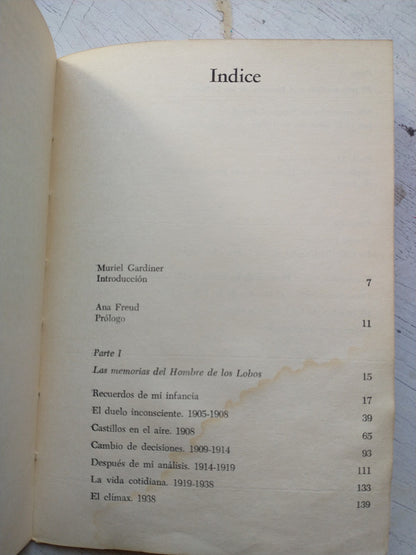 Indice
Muriel Gardiner
Introducción 7
Ana Freud
Prólogo 11
Parte I
Las memorias del Hombre de los Lobos 15
Recuerdos de mi infancia 17
El duelo inconsciente. 1905-1908 39
Castillos en el aire. 1908 65
Cambio de decisiones. 1909-1914 93
Después de mi análisis. 1914-1919 111
La vida cotidiana. 1919-1938 133
El clímax. 1938 139